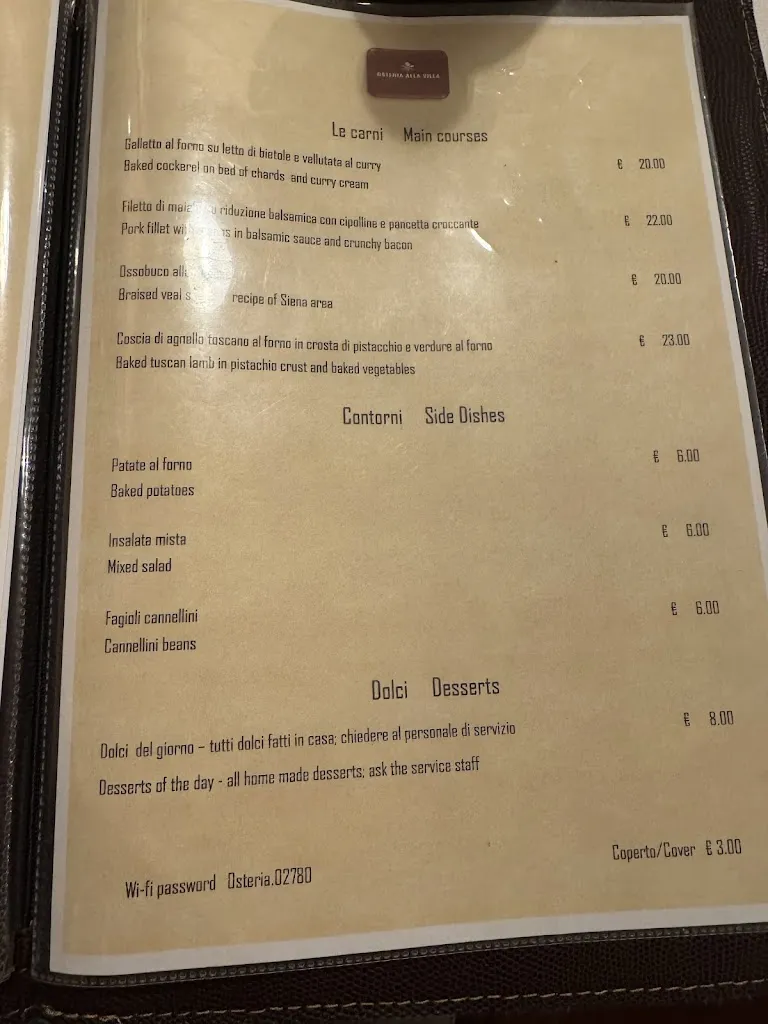 OSTERIA ALLA VILLA
Le carni Main courses
Galletto al forno su letto di bietole e vellutata al curry
Baked cockerel on bed of chards and curry cream
€ 20.00
Filetto di riduzione balsamica con cipolline e pancetta croccante
Pork fillet in balsamic sauce and crunchy bacon
€ 22.00
Ossobuco
Braised veal recipe of Siena area
€ 20.00
Coscia di agnello toscano al forno in crosta di pistacchio e verdure al forno
Baked tuscan lamb in pistachio crust and baked vegetables
€ 23.00
Contorni Side Dishes
Patate al forno
Baked potatoes
€ 6.00
Insalata mista
Mixed salad
€ 6.00
Fagioli cannellini
Cannellini beans
€ 6.00
Dolci Desserts
Dolci del giorno – tutti dolci fatti in casa; chiedere al personale di servizio
Desserts of the day - all home made desserts; ask the service staff
€ 8.00
Coperto/Cover € 3.00
Wi-fi password Osteria.02780